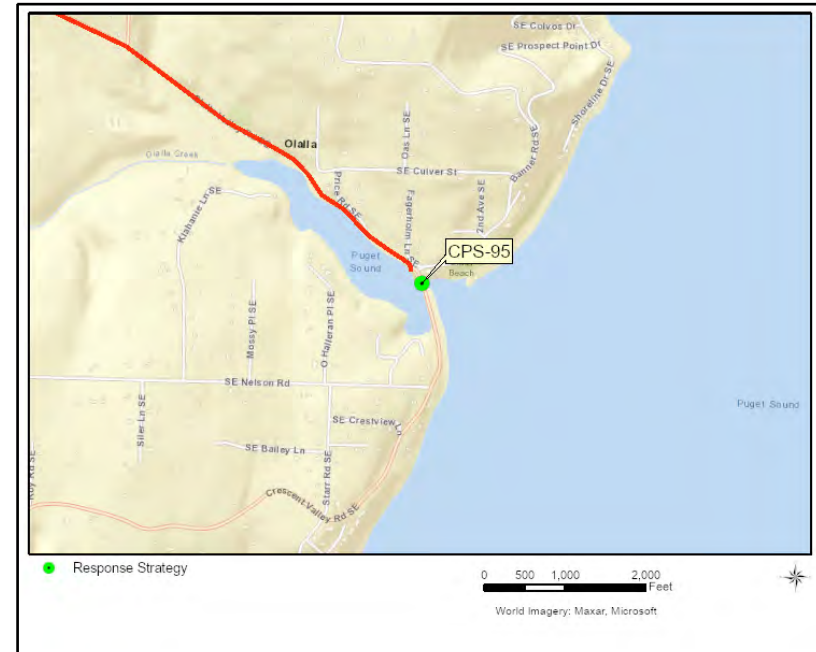 SE Colvos Dr
SE Prospect Point Dr
Shoreline Dr SE
Banner Rd SE
Olalla
Oas Ln SE
Olalla Creek
SE Culver St
Price Rd SE
Klahanie Ln SE
Fagerholm Ln SE
2nd Ave SE
CPS-95
Puget
Sound
Beach
Mossy Pl SE
O Halleran Pl SE
SE Nelson Rd
Puget Sound
Siler Ln SE
SE Crestview Ln
SE Bailey Ln
Starr Rd SE
Roy Rd SE
Crescent Valley Rd SE
Response Strategy
0 500 1,000 2,000
Feet
World Imagery: Maxar, Microsoft